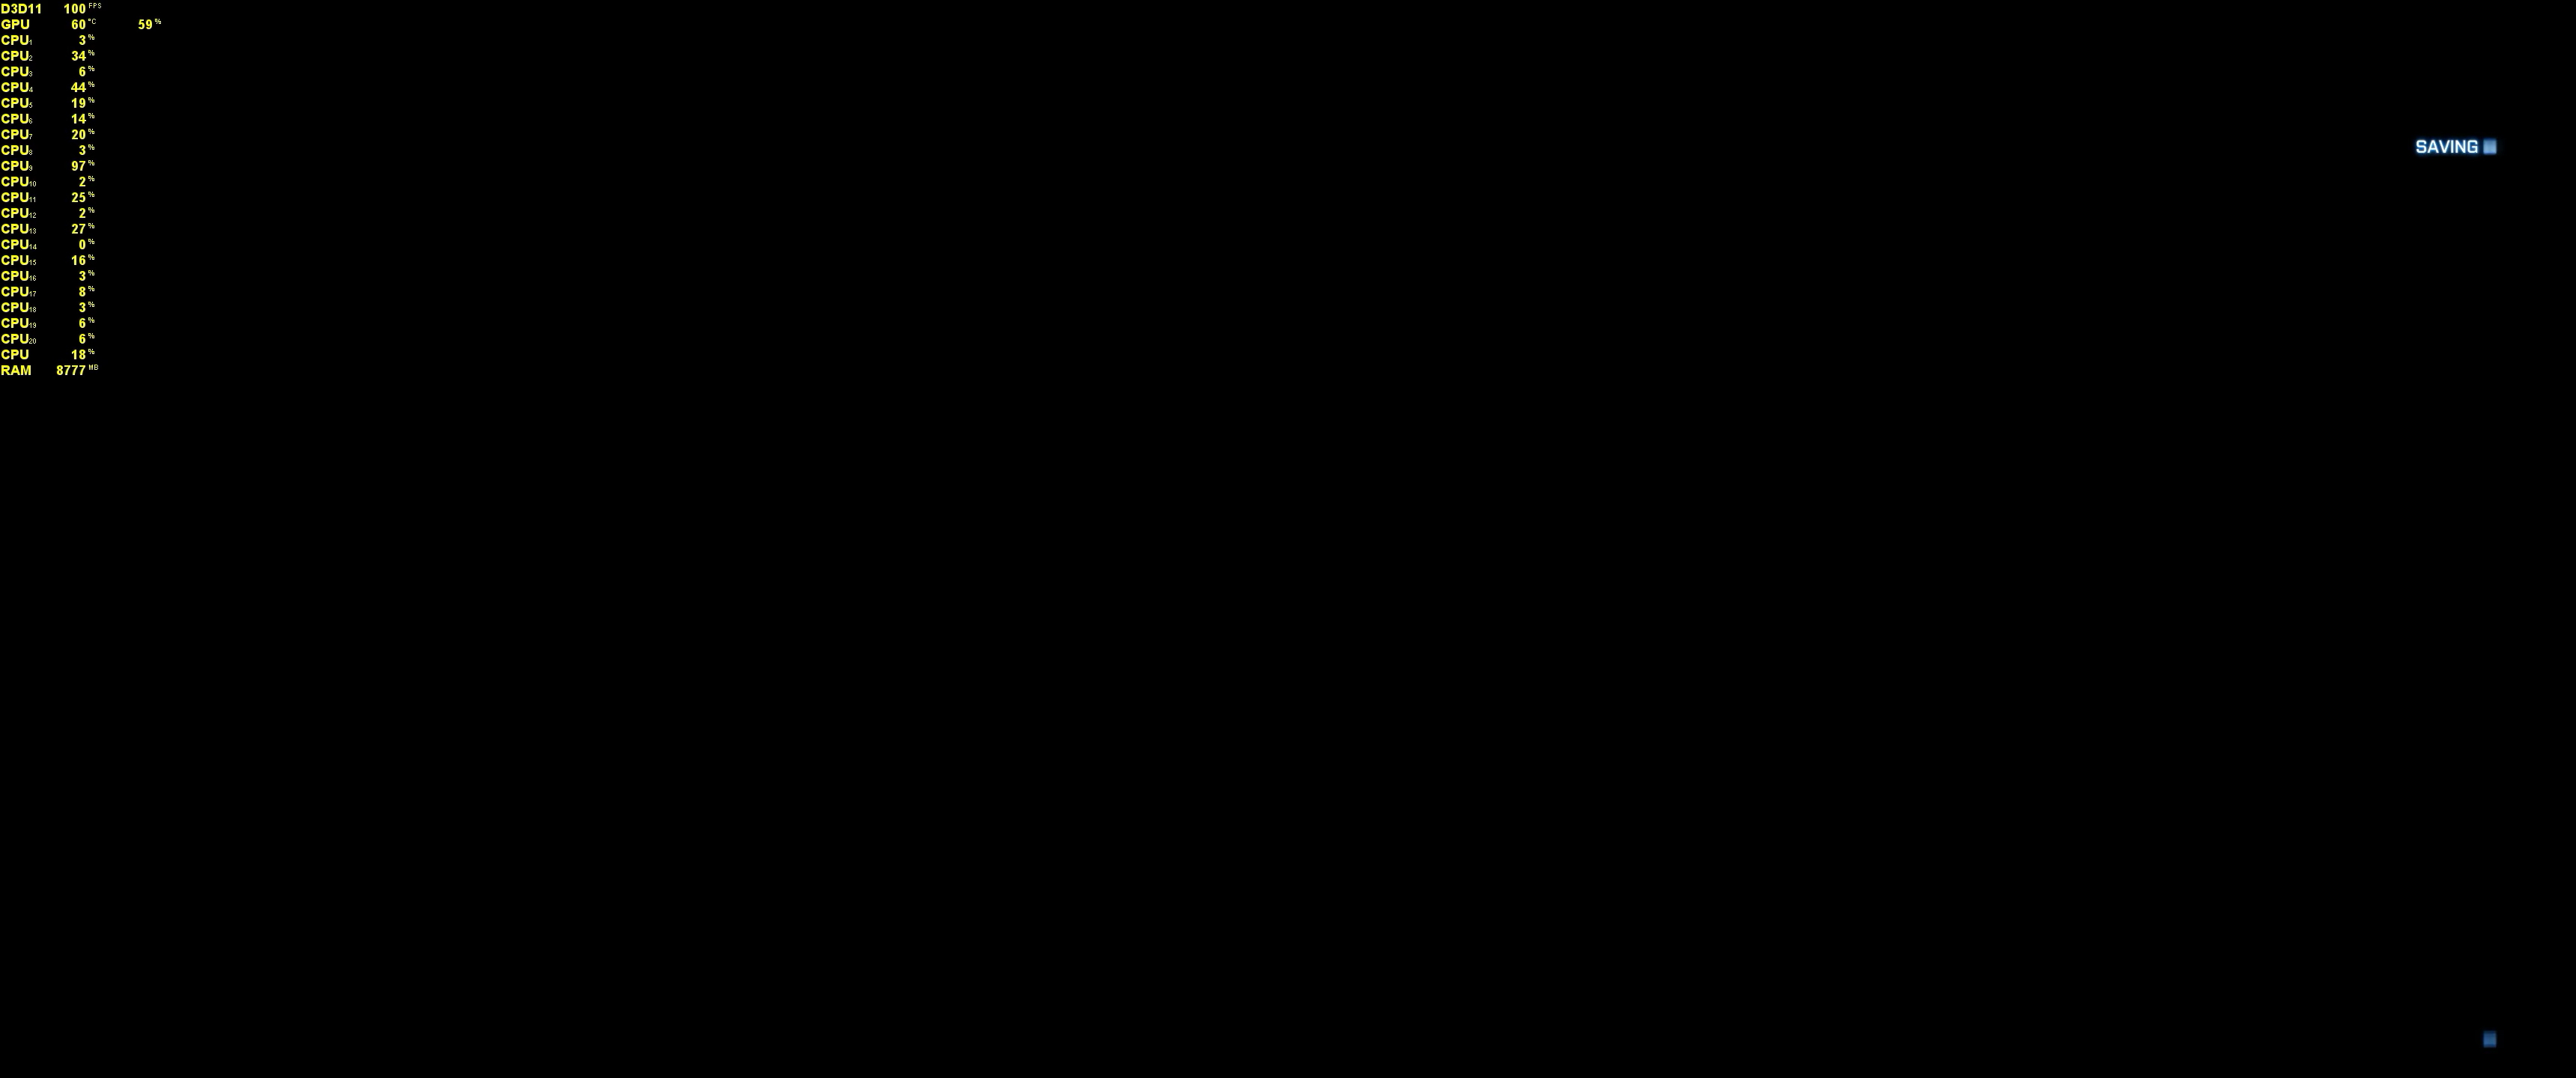 D3D11 100 FPS
GPU 60 °C 59 %
CPU1 3 %
CPU2 34 %
CPU3 6 %
CPU4 44 %
CPU5 19 %
CPU6 14 %
CPU7 20 %
CPU8 3 %
CPU9 97 %
CPU10 2 %
CPU11 25 %
CPU12 2 %
CPU13 27 %
CPU14 0 %
CPU15 16 %
CPU16 3 %
CPU17 8 %
CPU18 3 %
CPU19 6 %
CPU20 6 %
CPU 18 %
RAM 8777 MB
SAVING